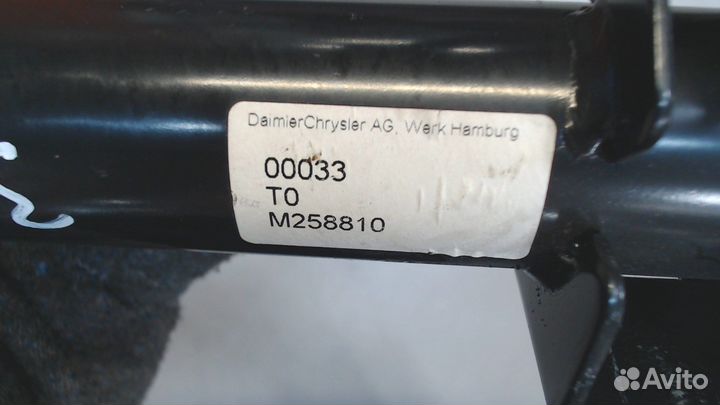 DaimlerChrysler AG, Werk Hamburg
00033
T0
M258810
Avito